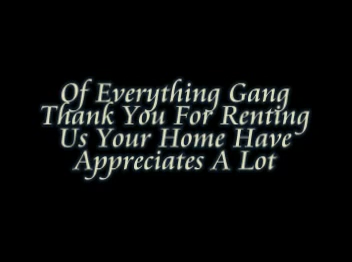 Of Everything Gang
Thank You For Renting
Us Your Home Have
Appreciates A Lot